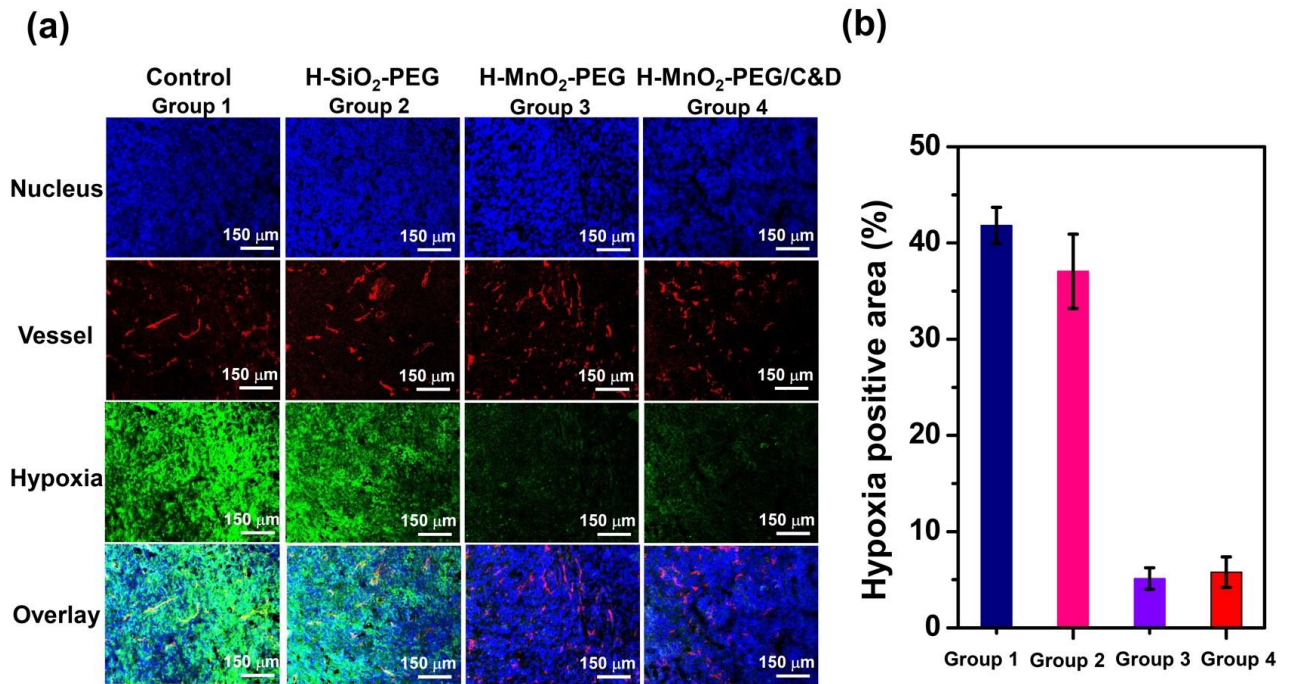 (a)
Control H-SiO₂-PEG H-MnO₂-PEG H-MnO₂-PEG/C&D
Group 1 Group 2 Group 3 Group 4
Nucleus
150 μm 150 μm 150 μm 150 μm
Vessel
150 μm 150 μm 150 μm 150 μm
Hypoxia
150 μm 150 μm 150 μm 150 μm
Overlay
150 μm 150 μm 150 μm 150 μm
(b)
Hypoxia positive area (%)
50
40
30
20
10
0
Group 1 Group 2 Group 3 Group 4